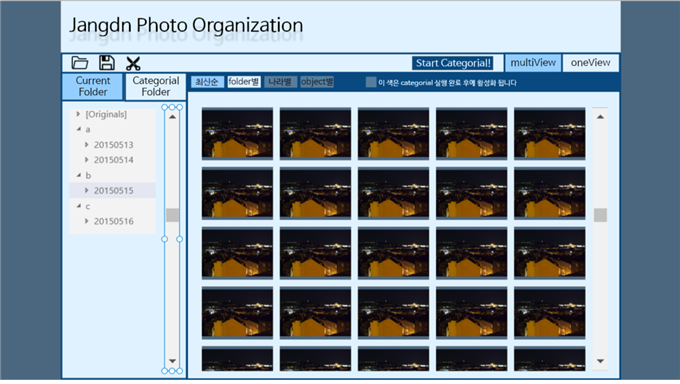 Jangdn Photo Organization
Start Categorial!
multiView
oneView
Current
Folder
Categorial
Folder
최신순
folder별
나라별
object별
이 색은 categorial 실행 완료 후에 활성화 됩니다
[Originals]
a
20150513
20150514
b
20150515
c
20150516